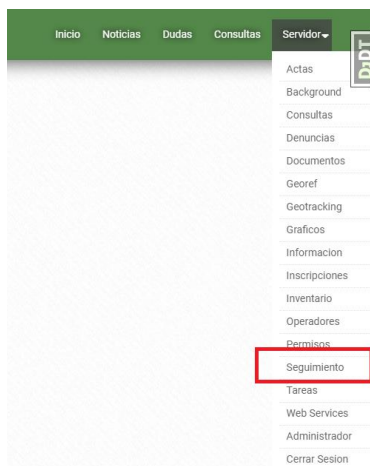 Inicio Noticias Dudas Consultas Servidor
DjDT
Actas
Background
Consultas
Denuncias
Documentos
Georef
Geotracking
Graficos
Informacion
Inscripciones
Inventario
Operadores
Permisos
Seguimiento
Tareas
Web Services
Administrador
Cerrar Sesion